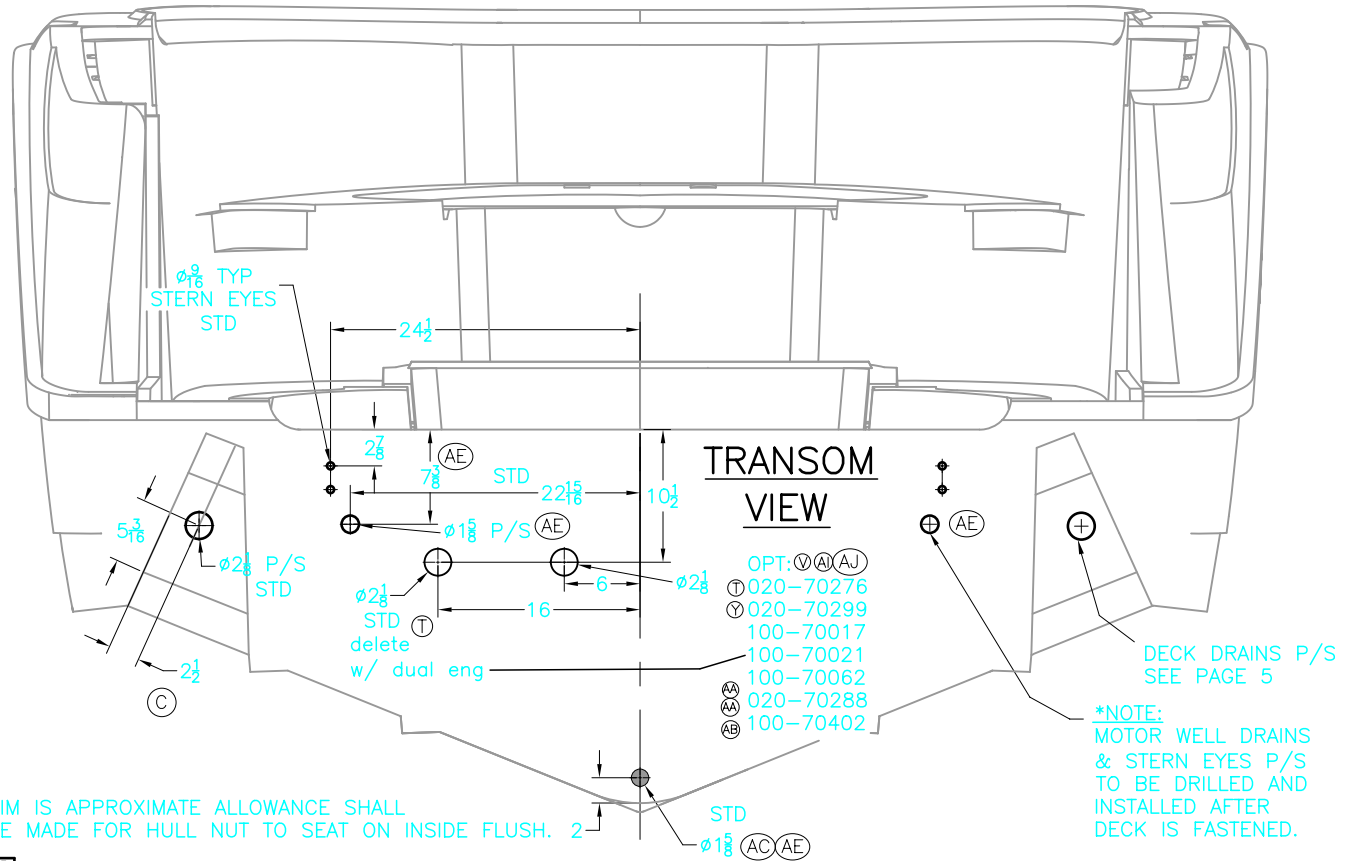 ø9/16 TYP
STERN EYES
STD
24 1/2
2 7/8
7 3/8
AE
STD
22 15/16
10 1/2
TRANSOM
VIEW
5 3/16
ø2 1/8 P/S
STD
ø1 5/8 P/S
AE
AE
ø2 1/8
STD
T
delete
w/ dual eng
6
ø2 1/8
16
2 1/2
C
OPT: V AI AJ
T 020-70276
Y 020-70299
100-70017
100-70021
100-70062
AA
AA 020-70288
AB 100-70402
DECK DRAINS P/S
SEE PAGE 5
*NOTE:
MOTOR WELL DRAINS
& STERN EYES P/S
TO BE DRILLED AND
INSTALLED AFTER
DECK IS FASTENED.
IM IS APPROXIMATE ALLOWANCE SHALL
E MADE FOR HULL NUT TO SEAT ON INSIDE FLUSH. 2
STD
ø1 5/8 AC AE